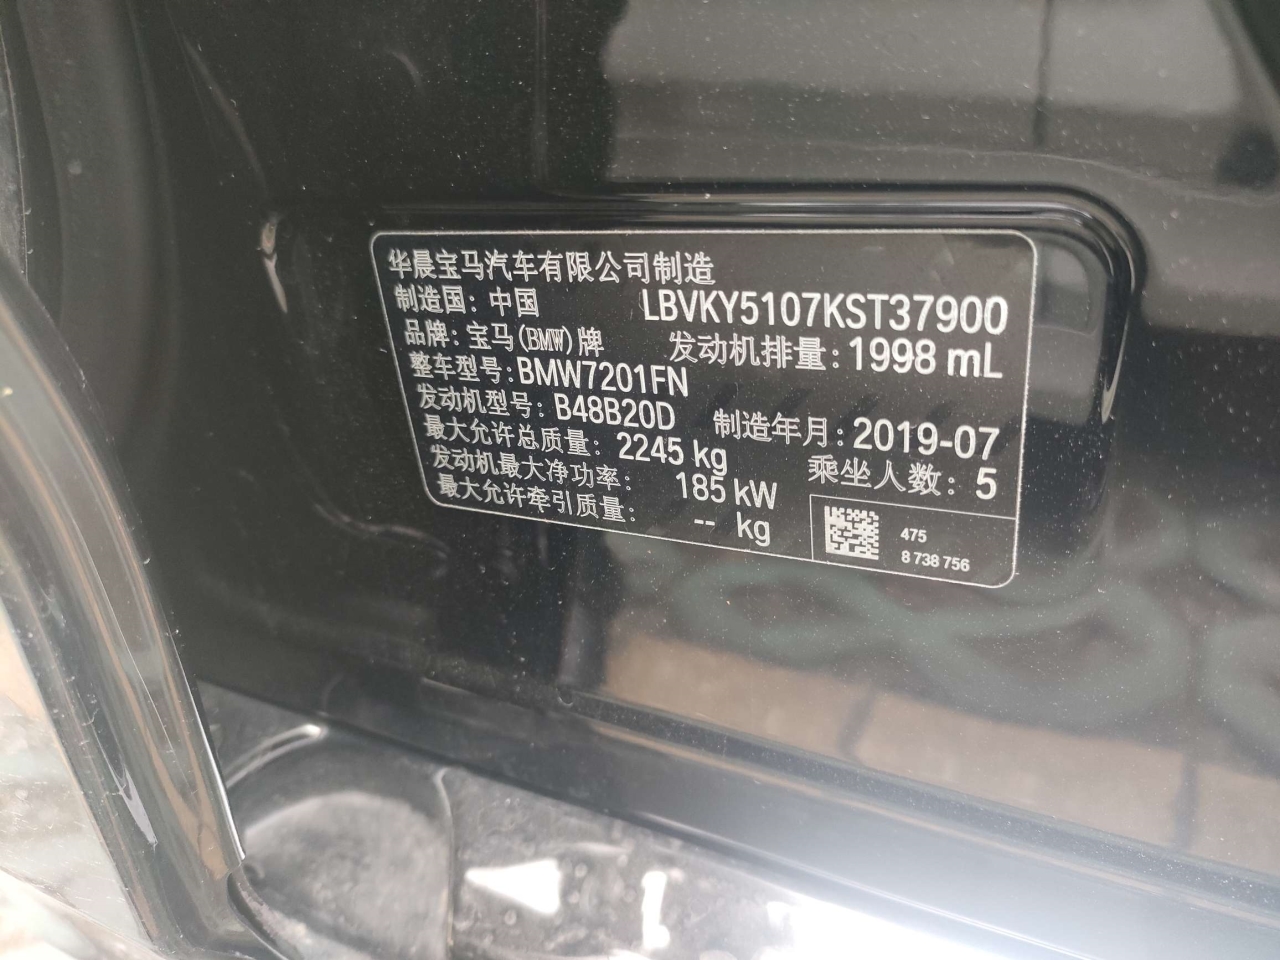 华晨宝马汽车有限公司制造
制造国：中国 LBVKY5107KST37900
品牌：宝马(BMW)牌 发动机排量：1998 mL
整车型号：BMW7201FN
发动机型号：B48B20D 制造年月：2019-07
最大允许总质量：2245 kg 乘坐人数：5
发动机最大净功率：185 kW
最大允许牵引质量：-- kg
475
8 738 756